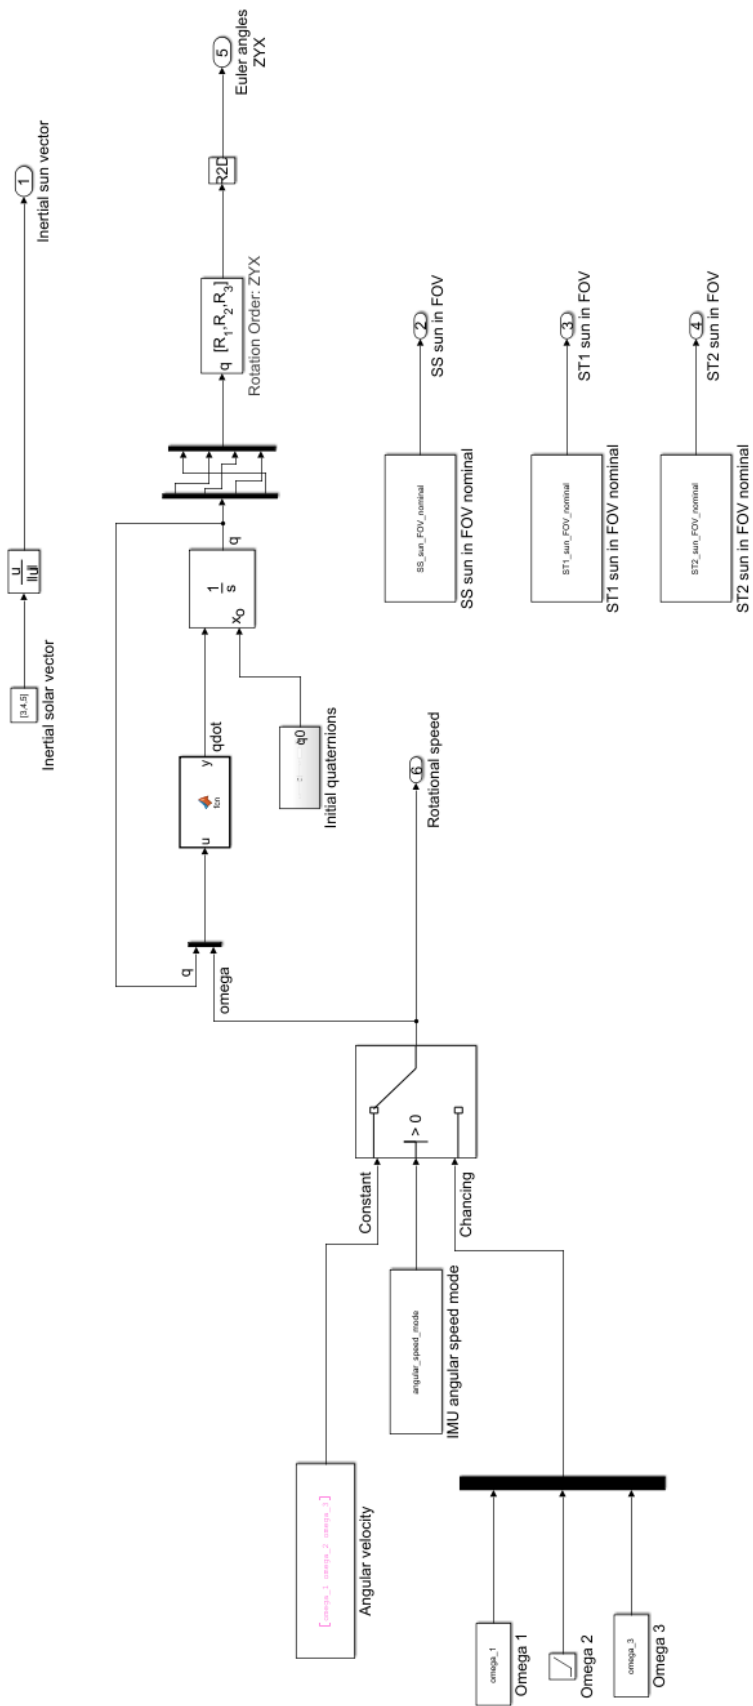 [3,4,5]
Inertial solar vector
u
||u||
1
Inertial sun vector
q
omega
u
fcn
y
qdot
q0
Initial quaternions
1
s
xo
q
q [R1,R2,R3]
Rotation Order: ZYX
R2D
5
Euler angles
ZYX
[omega_1 omega_2 omega_3]
Angular velocity
Constant
angular_speed_mode
IMU angular speed mode
> 0
Chancing
omega_1
Omega 1
Omega 2
omega_3
Omega 3
6
Rotational speed
SS_sun_FOV_nominal
SS sun in FOV nominal
2
SS sun in FOV
ST1_sun_FOV_nominal
ST1 sun in FOV nominal
3
ST1 sun in FOV
ST2_sun_FOV_nominal
ST2 sun in FOV nominal
4
ST2 sun in FOV